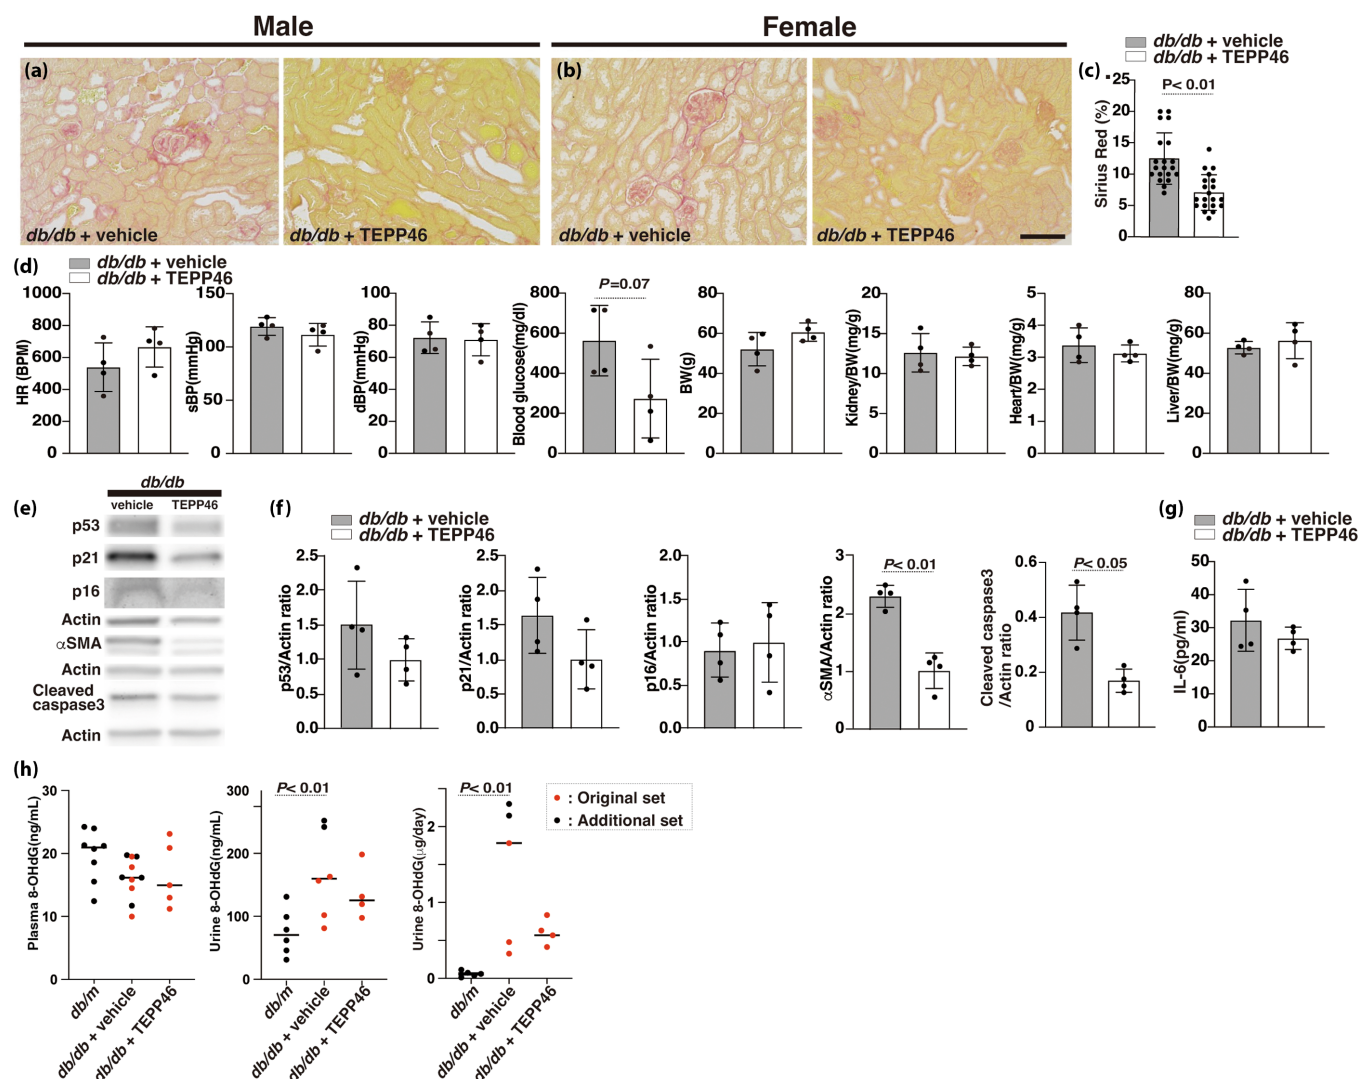 Male
Female
(a)
db/db + vehicle
db/db + TEPP46
(b)
db/db + vehicle
db/db + TEPP46
db/db + vehicle
db/db + TEPP46
(c)
P< 0.01
Sirius Red (%)
25
20
15
10
5
0
(d)
db/db + vehicle
db/db + TEPP46
HR (BPM)
1000
800
600
400
200
0
sBP(mmHg)
150
100
50
0
dBP(mmHg)
100
80
60
40
20
0
Blood glucose(mg/dl)
P=0.07
800
600
400
200
0
BW(g)
80
60
40
20
0
Kidney/BW(mg/g)
20
15
10
5
0
Heart/BW(mg/g)
5
4
3
2
1
0
Liver/BW(mg/g)
80
60
40
20
0
(e)
db/db
vehicle TEPP46
p53
p21
p16
Actin
αSMA
Actin
Cleaved
caspase3
Actin
(f)
db/db + vehicle
db/db + TEPP46
p53/Actin ratio
2.5
2.0
1.5
1.0
0.5
0.0
p21/Actin ratio
2.5
2.0
1.5
1.0
0.5
0.0
p16/Actin ratio
2.0
1.5
1.0
0.5
0.0
αSMA/Actin ratio
P< 0.01
3
2
1
0
Cleaved caspase3
/Actin ratio
P< 0.05
0.6
0.4
0.2
0
(g)
db/db + vehicle
db/db + TEPP46
IL-6(pg/ml)
50
40
30
20
10
0
(h)
Plasma 8-OHdG(ng/mL)
30
20
10
0
db/m
db/db + vehicle
db/db + TEPP46
Urine 8-OHdG(ng/mL)
P< 0.01
300
200
100
0
db/m
db/db + vehicle
db/db + TEPP46
Urine 8-OHdG(μg/day)
P< 0.01
2
1
0
db/m
db/db + vehicle
db/db + TEPP46
: Original set
: Additional set